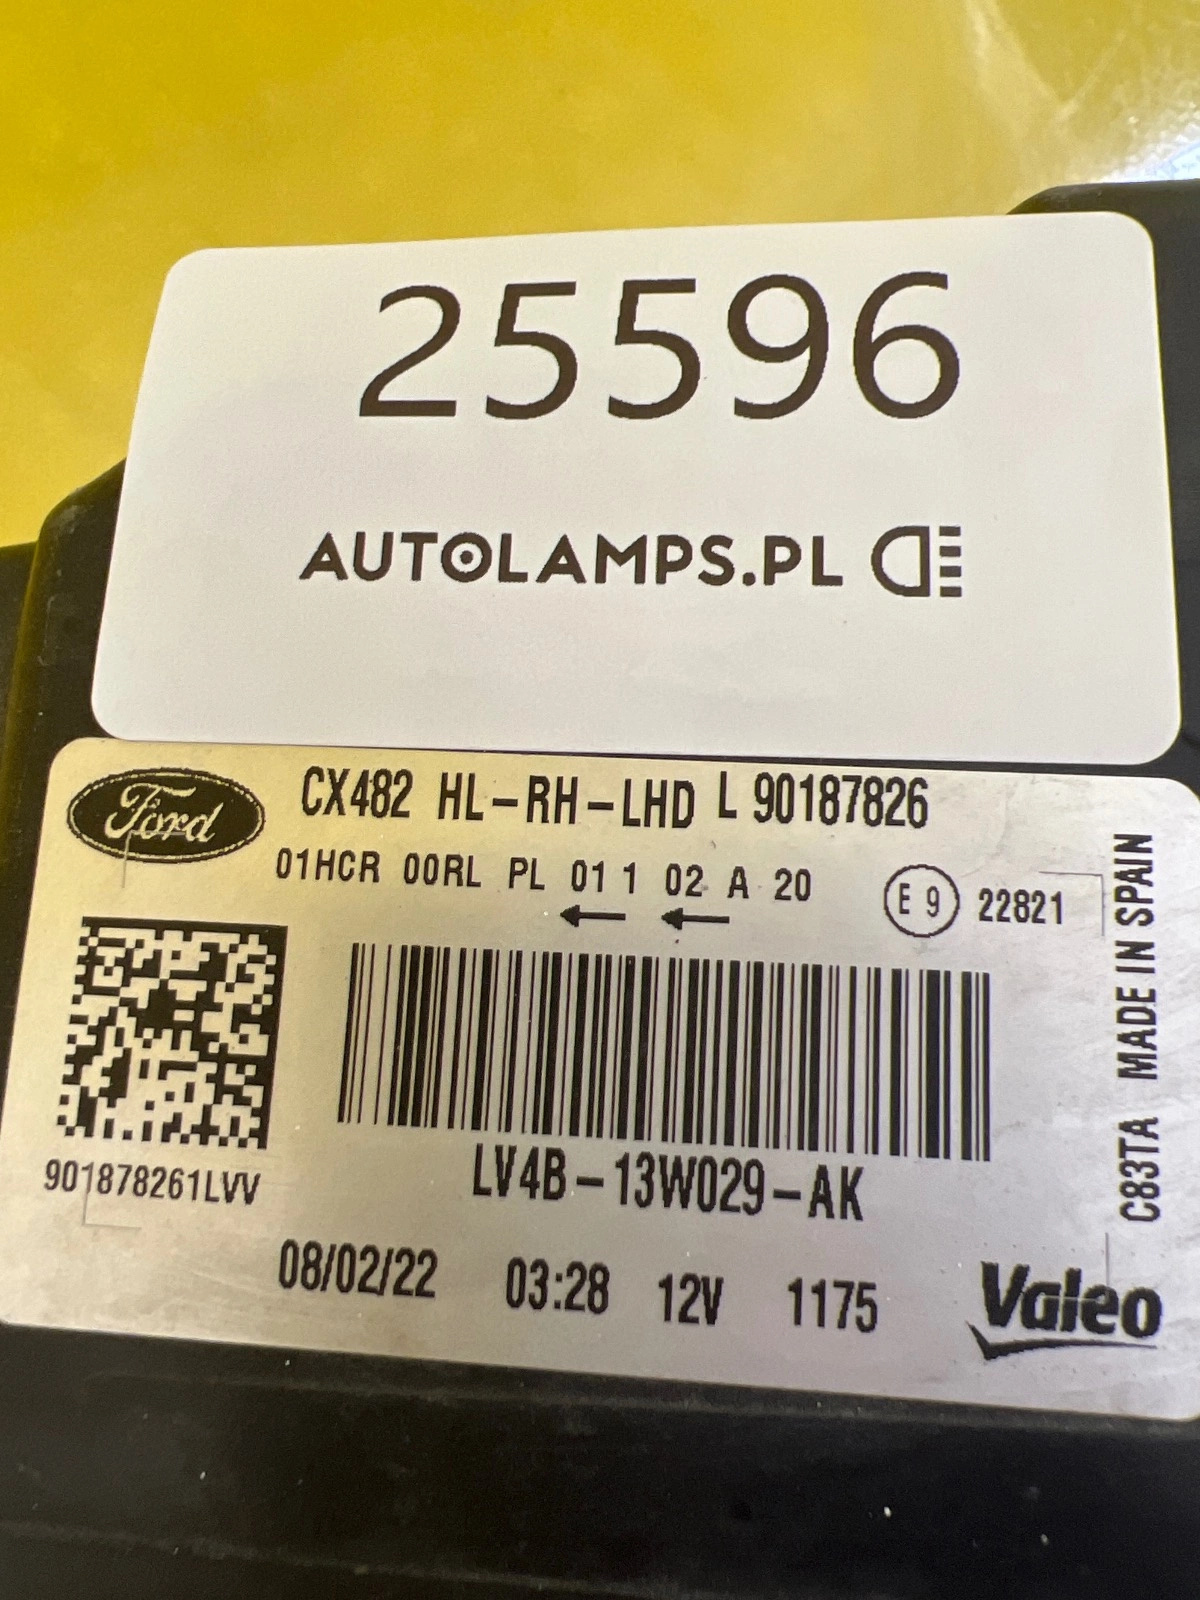 25596
AUTOLAMPS.PL
Ford
CX482 HL-RH-LHD L 90187826
01HCR 00RL PL 01 1 02 A 20
E 9 22821
901878261LVV
LV4B-13W029-AK
08/02/22 03:28 12V 1175
Valeo
C83TA MADE IN SPAIN